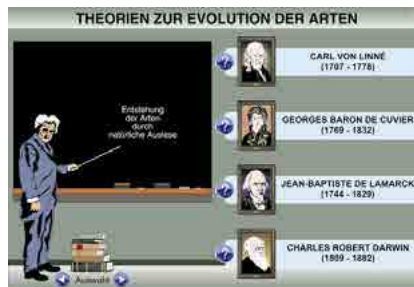 THEORIEN ZUR EVOLUTION DER ARTEN
Entstehung
der Arten
durch
natürliche Auslese
CARL VON LINNÉ
(1707 - 1778)
GEORGES BARON DE CUVIER
(1769 - 1832)
JEAN-BAPTISTE DE LAMARCK
(1744 - 1829)
CHARLES ROBERT DARWIN
(1809 - 1882)
?
?
?
?
Auswahl